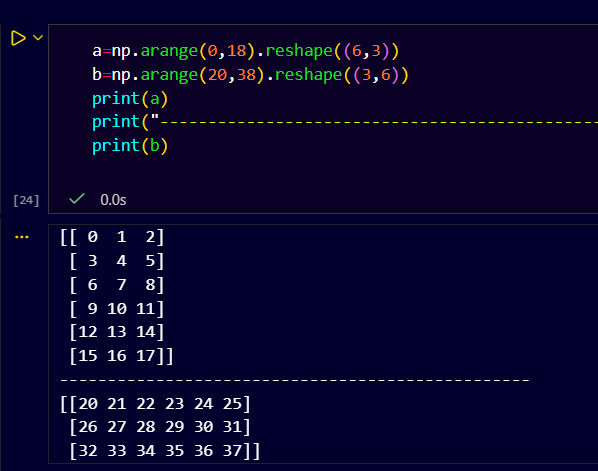 a=np.arange(0,18).reshape((6,3))
b=np.arange(20,38).reshape((3,6))
print(a)
print("----------------------------------------------
print(b)
[24]
0.0s
...
[[ 0  1  2]
 [ 3  4  5]
 [ 6  7  8]
 [ 9 10 11]
 [12 13 14]
 [15 16 17]]
-------------------------------------------------
[[20 21 22 23 24 25]
 [26 27 28 29 30 31]
 [32 33 34 35 36 37]]